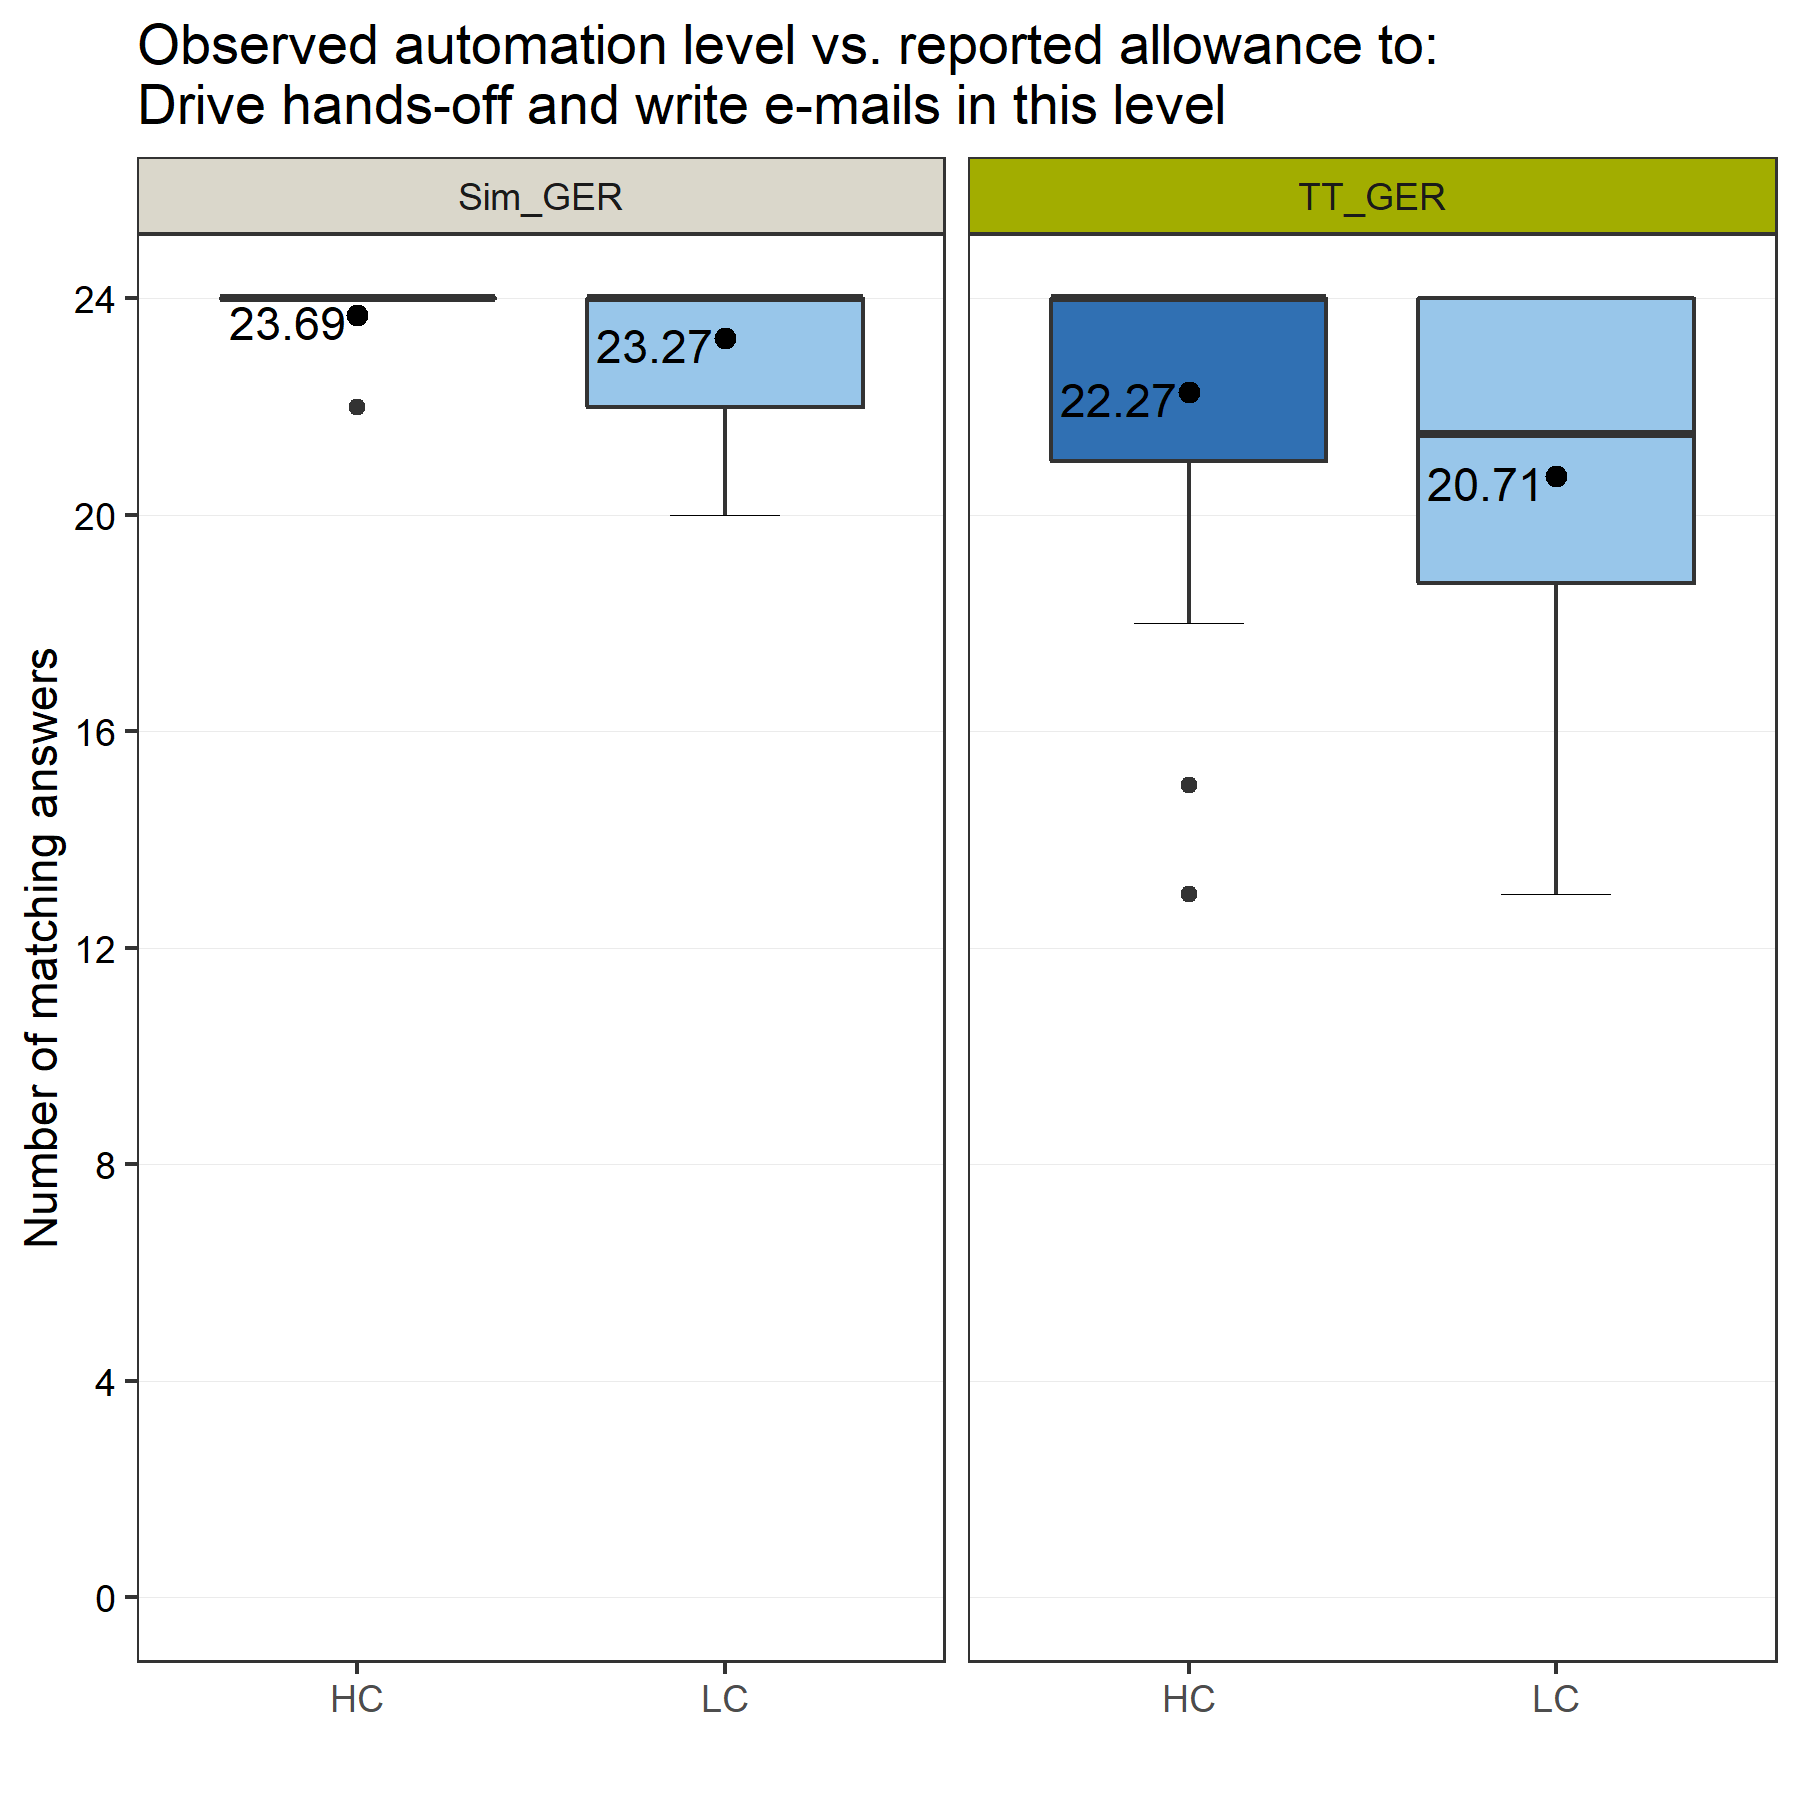 Observed automation level vs. reported allowance to:
Drive hands-off and write e-mails in this level
Sim_GER
TT_GER
Number of matching answers
24
20
16
12
8
4
0
23.69
23.27
22.27
20.71
HC
LC
HC
LC